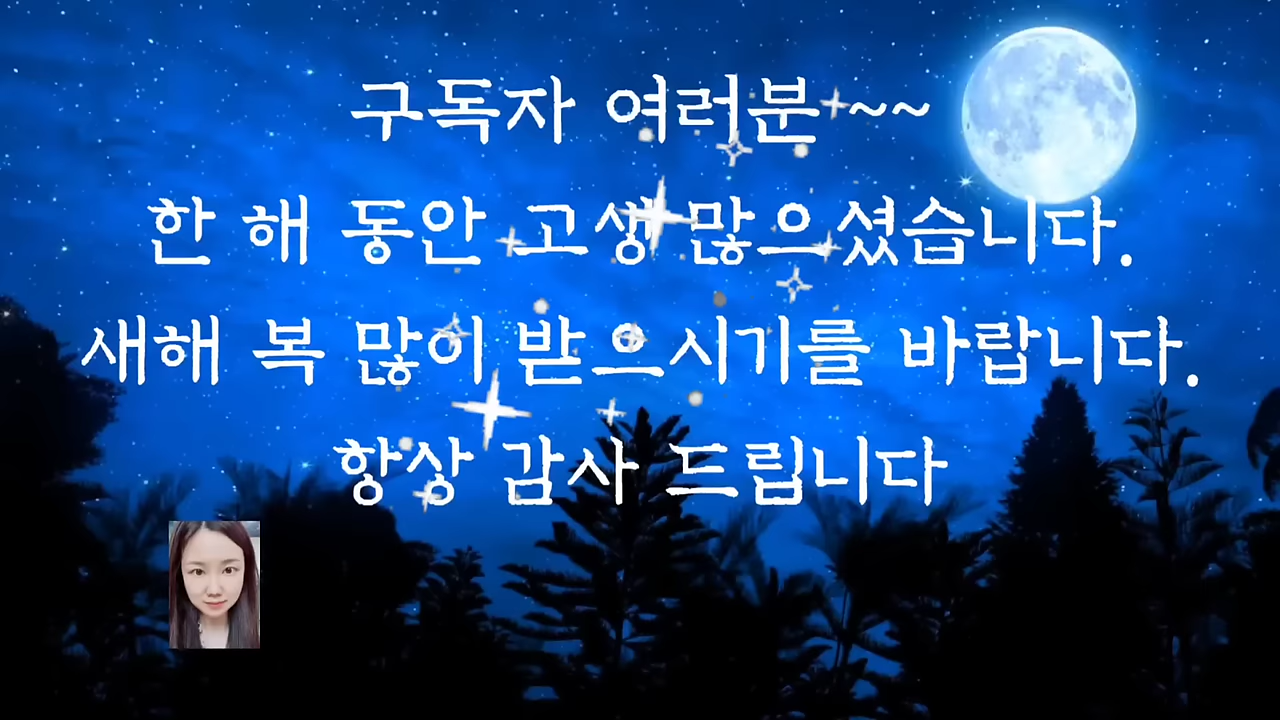 구독자 여러분~~
한 해 동안 고생 많으셨습니다.
새해 복 많이 받으시기를 바랍니다.
항상 감사 드립니다